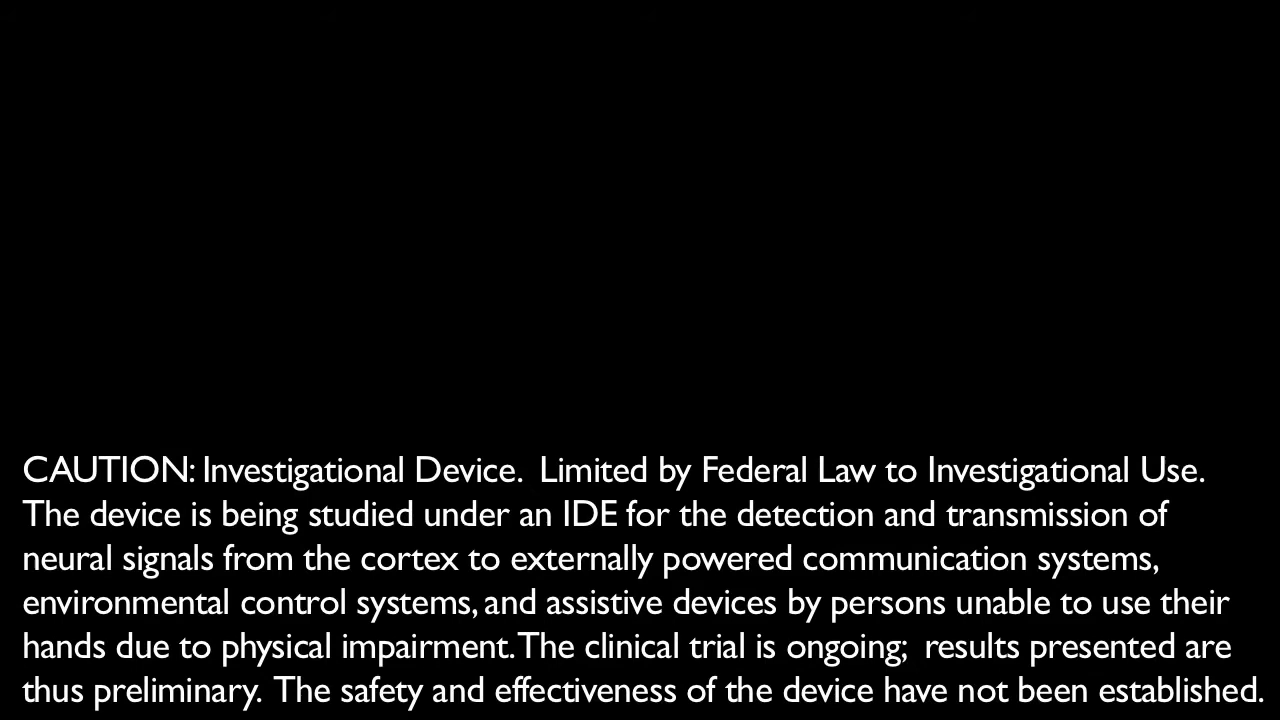 CAUTION: Investigational Device. Limited by Federal Law to Investigational Use.
The device is being studied under an IDE for the detection and transmission of
neural signals from the cortex to externally powered communication systems,
environmental control systems, and assistive devices by persons unable to use their
hands due to physical impairment. The clinical trial is ongoing; results presented are
thus preliminary. The safety and effectiveness of the device have not been established.